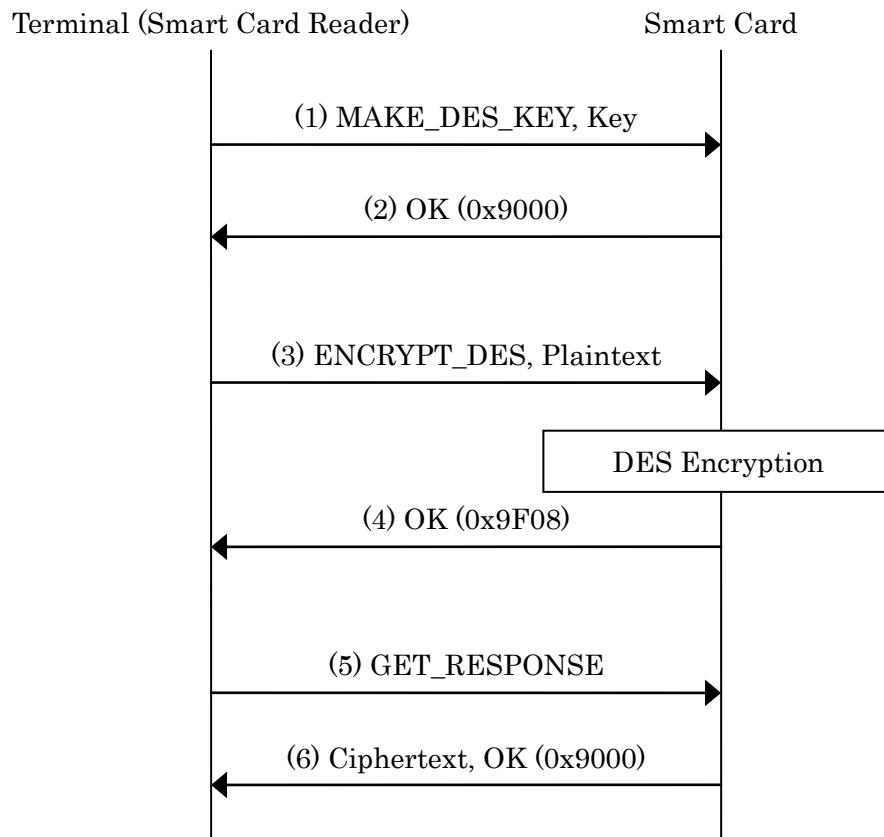 Terminal (Smart Card Reader)
Smart Card
(1) MAKE_DES_KEY, Key
(2) OK (0x9000)
(3) ENCRYPT_DES, Plaintext
DES Encryption
(4) OK (0x9F08)
(5) GET_RESPONSE
(6) Ciphertext, OK (0x9000)